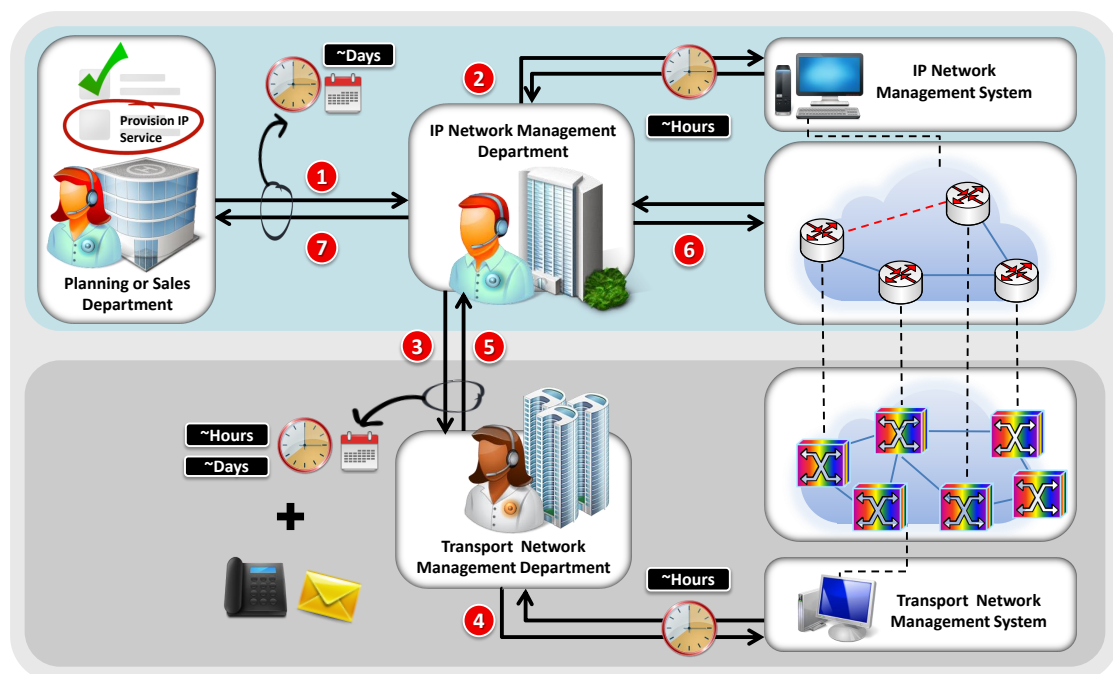 ~Days
Provision IP
Service
Planning or Sales
Department
1
7
2
IP Network Management
Department
~Hours
IP Network
Management System
6
3
5
~Hours
~Days
+
Transport Network
Management Department
4
~Hours
Transport Network
Management System